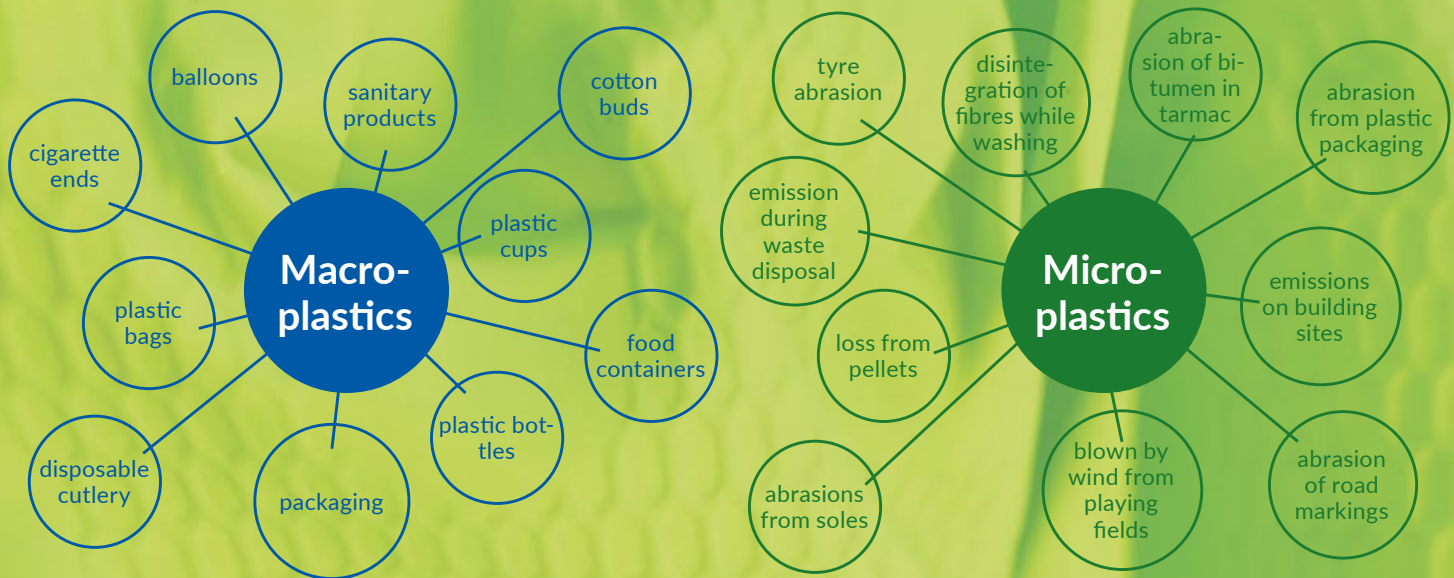 balloons
sanitary
products
cotton
buds
cigarette
ends
plastic
cups
Macro-
plastics
plastic
bags
food
containers
plastic bot-
tles
disposable
cutlery
packaging
tyre
abrasion
disinte-
gration of
fibres while
washing
abra-
sion of bi-
tumen in
tarmac
abrasion
from plastic
packaging
emission
during
waste
disposal
Micro-
plastics
emissions
on building
sites
loss from
pellets
abrasions
from soles
blown by
wind from
playing
fields
abrasion
of road
markings